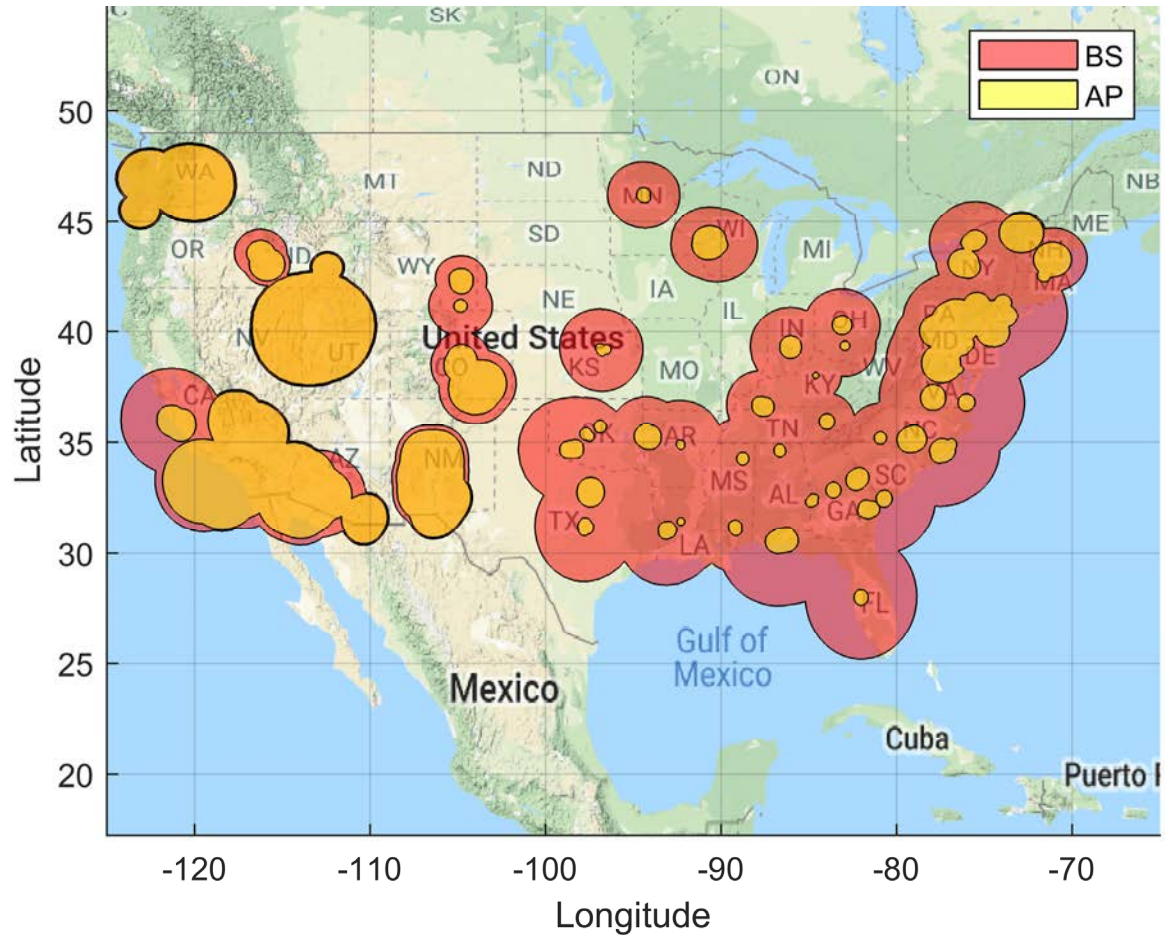 C
SK
ON
BS
AP
50
WA
MT
ND
MN
NB
45
OR
ID
SD
WI
MI
ME
NH
NY
MA
WY
NE
IA
IL
IN
OH
PA
40
NV
UT
United States
CO
KS
MO
KY
WV
MD
DE
VA
CA
35
AZ
NM
OK
AR
TN
NC
MS
AL
SC
GA
TX
LA
30
FL
Gulf of
Mexico
25
Mexico
Cuba
20
Puerto
-120
-110
-100
-90
-80
-70
Latitude
Longitude